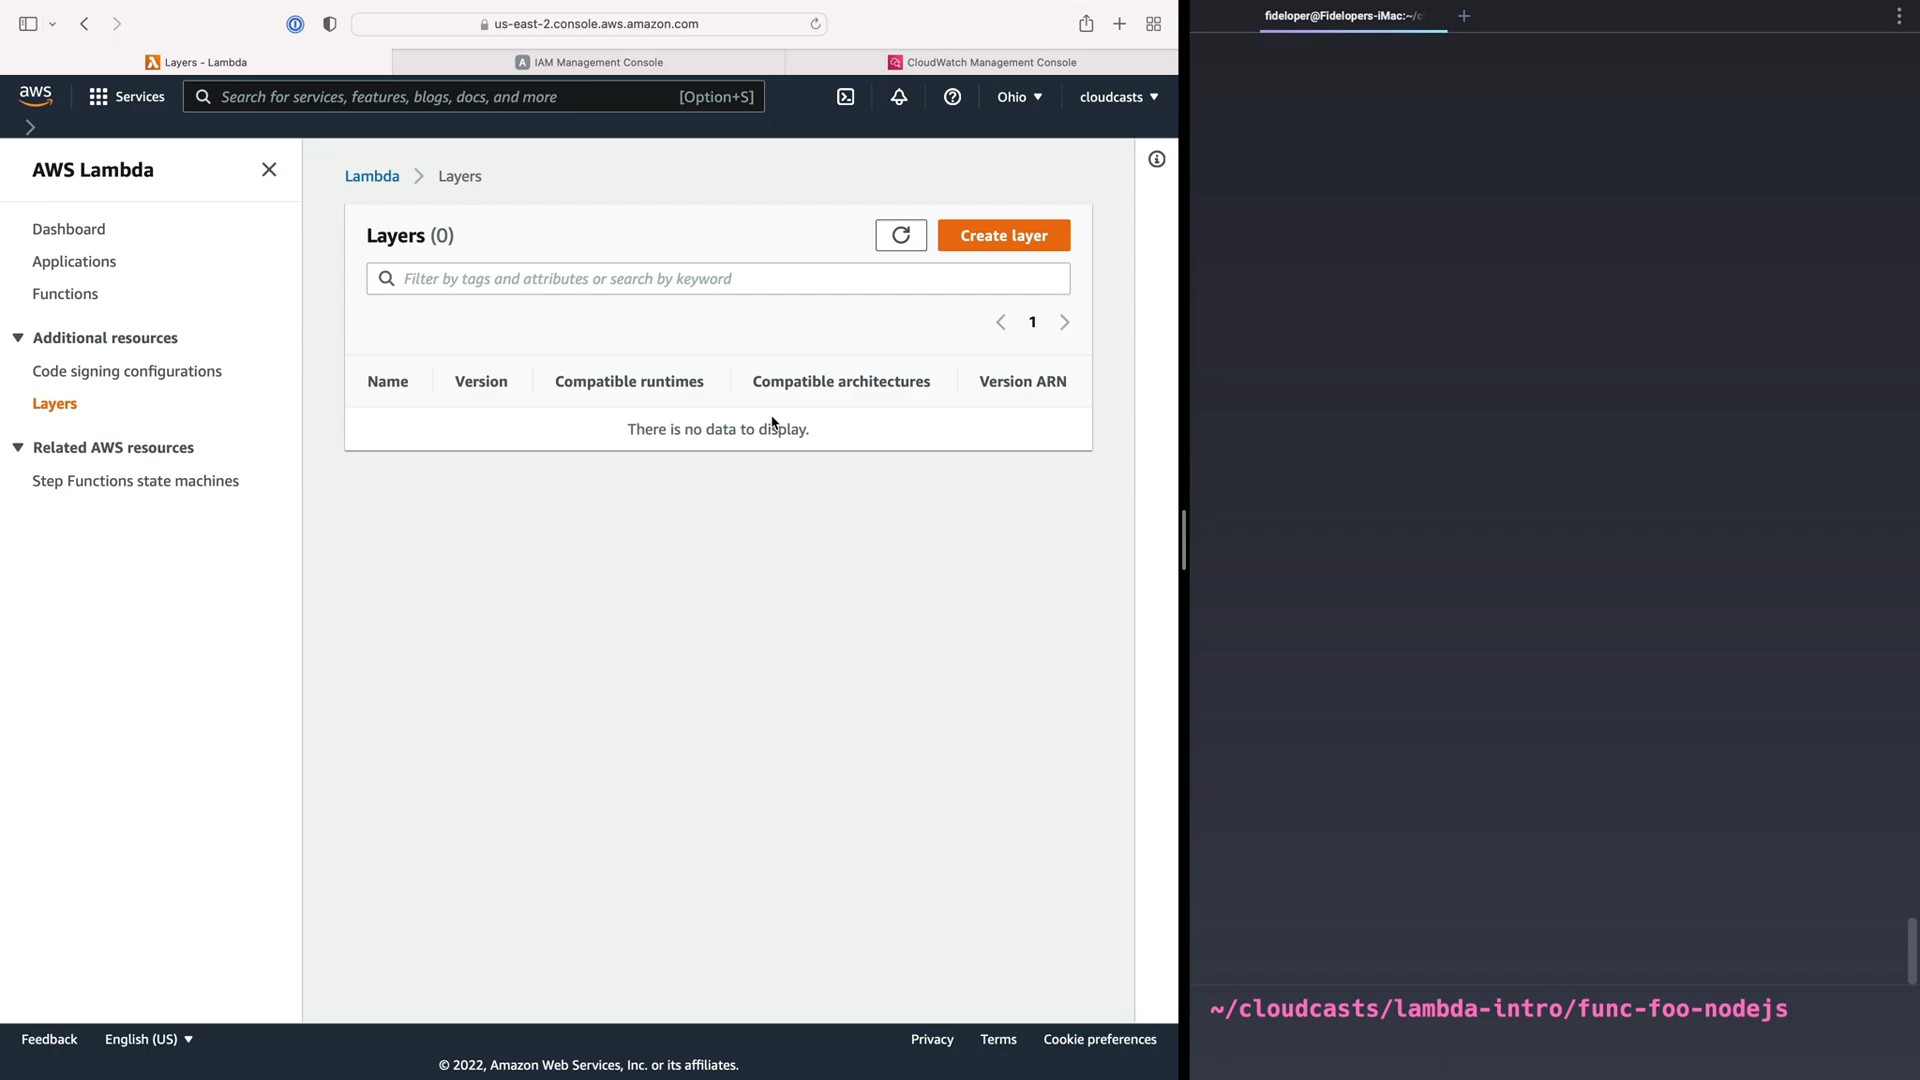 us-east-2.console.aws.amazon.com
Layers - Lambda
IAM Management Console
CloudWatch Management Console
aws
Services
Search for services, features, blogs, docs, and more
[Option+S]
Ohio
cloudcasts
AWS Lambda
Dashboard
Applications
Functions
Additional resources
Code signing configurations
Layers
Related AWS resources
Step Functions state machines
Lambda
Layers
Layers (0)
Create layer
Filter by tags and attributes or search by keyword
1
Name
Version
Compatible runtimes
Compatible architectures
Version ARN
There is no data to display.
Feedback
English (US)
Privacy
Terms
Cookie preferences
© 2022, Amazon Web Services, Inc. or its affiliates.
fideloper@Fidelopers-iMac:~/c
~/cloudcasts/lambda-intro/func-foo-nodejs